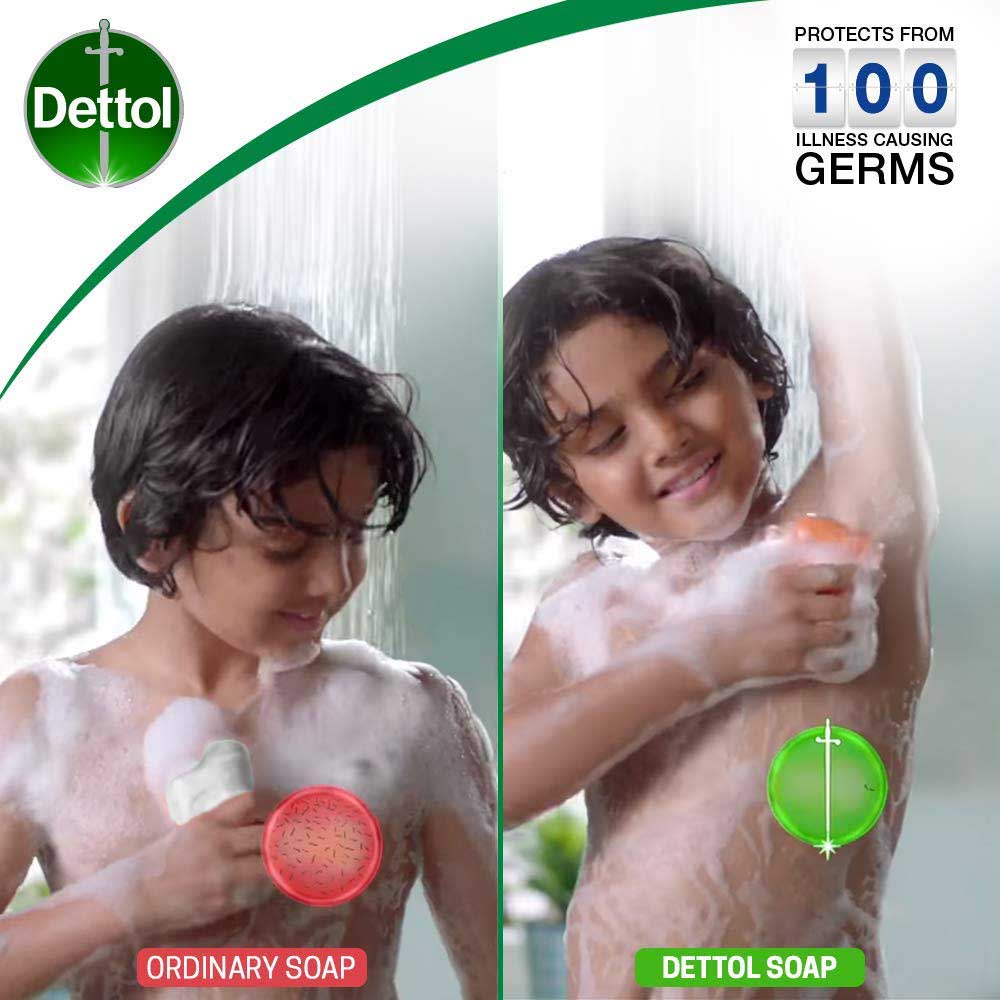 Dettol
PROTECTS FROM
100
ILLNESS CAUSING
GERMS
ORDINARY SOAP
DETTOL SOAP